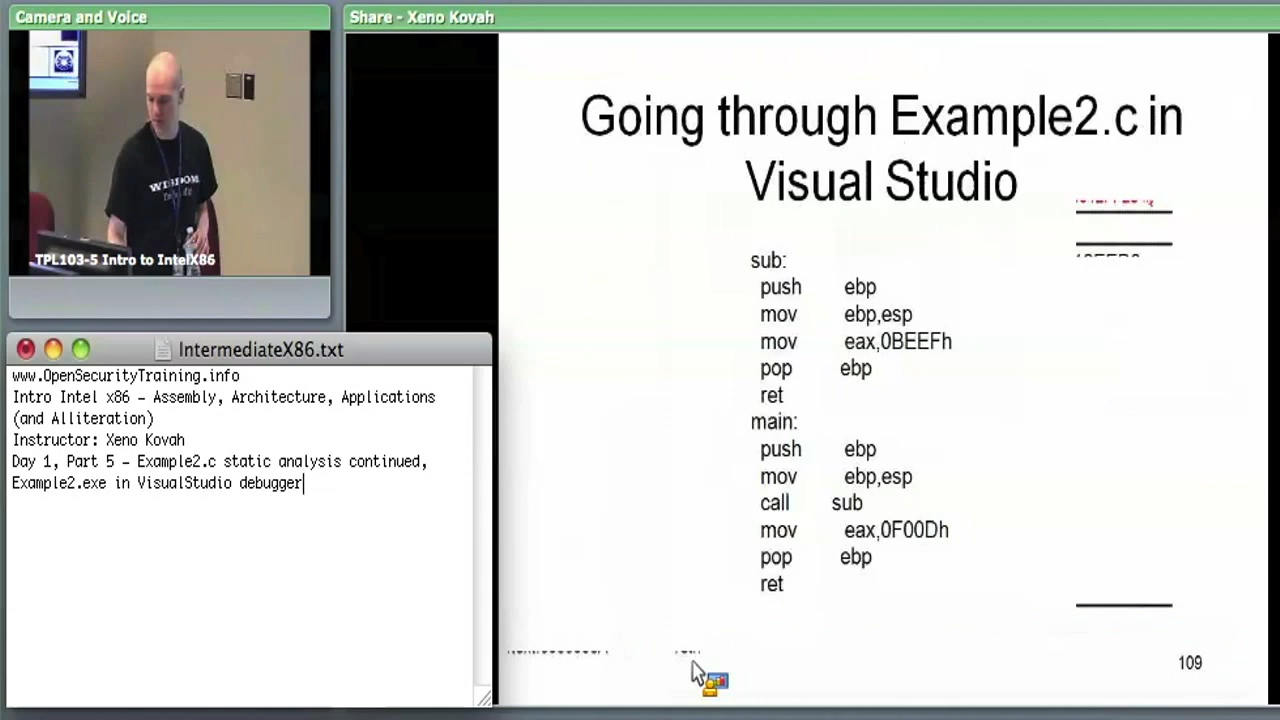 Camera and Voice
TPL103-5 Intro to IntelX86
Share - Xeno Kovah
Going through Example2.c in
Visual Studio
sub:
push ebp
mov ebp,esp
mov eax,0BEEFh
pop ebp
ret
main:
push ebp
mov ebp,esp
call sub
mov eax,0F00Dh
pop ebp
ret
109
IntermediateX86.txt
www.OpenSecurityTraining.info
Intro Intel x86 – Assembly, Architecture, Applications
(and Alliteration)
Instructor: Xeno Kovah
Day 1, Part 5 – Example2.c static analysis continued,
Example2.exe in VisualStudio debugger